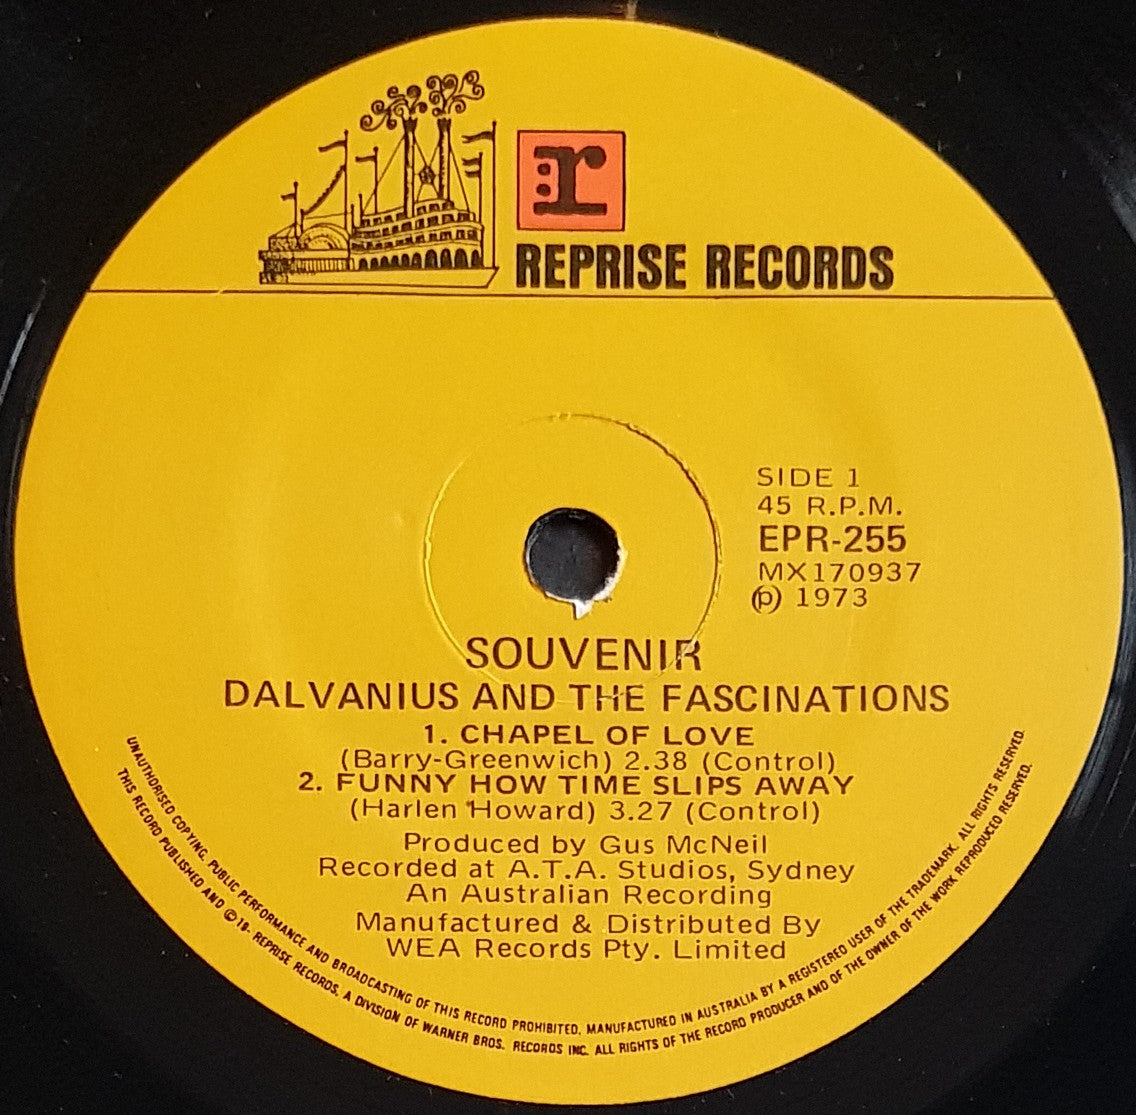 r
REPRISE RECORDS
SIDE 1
45 R.P.M.
EPR-255
MX170937
Ⓟ 1973
SOUVENIR
DALVANIUS AND THE FASCINATIONS
1. CHAPEL OF LOVE
(Barry-Greenwich) 2.38 (Control)
2. FUNNY HOW TIME SLIPS AWAY
(Harlen Howard) 3.27 (Control)
Produced by Gus McNeil
Recorded at A.T.A. Studios, Sydney
An Australian Recording
Manufactured & Distributed By
WEA Records Pty. Limited
UNAUTHORISED COPYING, PUBLIC PERFORMANCE AND BROADCASTING OF THIS RECORD PROHIBITED. MANUFACTURED IN AUSTRALIA BY A REGISTERED USER OF THE TRADEMARK. ALL RIGHTS RESERVED.
THIS RECORD PUBLISHED AND © 19- REPRISE RECORDS, A DIVISION OF WARNER BROS. RECORDS INC. ALL RIGHTS OF THE RECORD PRODUCER AND OF THE OWNER OF THE WORK REPRODUCED RESERVED.